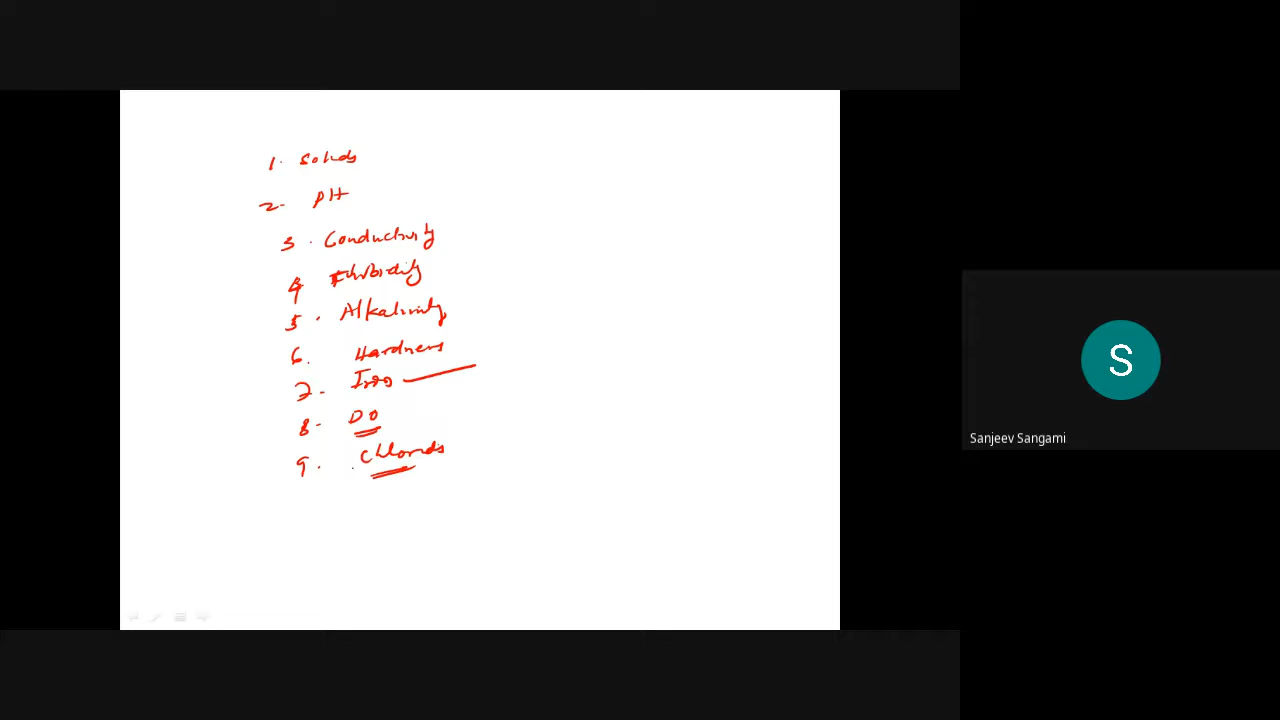 1. Solids
2. pH
3. Conductivity
4 Turbidity
5. Alkalinity
6. Hardness
7. Iron
8. DO
9. Chlorids
S
Sanjeev Sangami